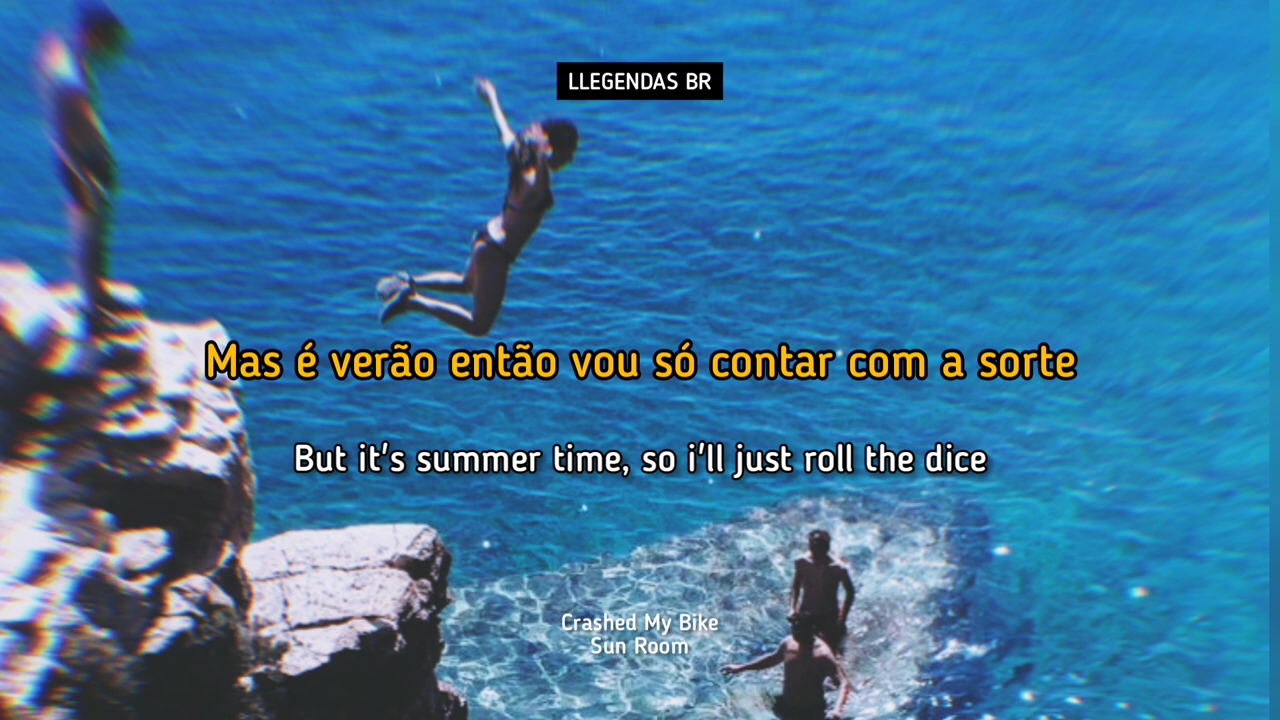 LLEGENDAS BR
Mas é verão então vou só contar com a sorte
But it's summer time, so i'll just roll the dice
Crashed My Bike
Sun Room